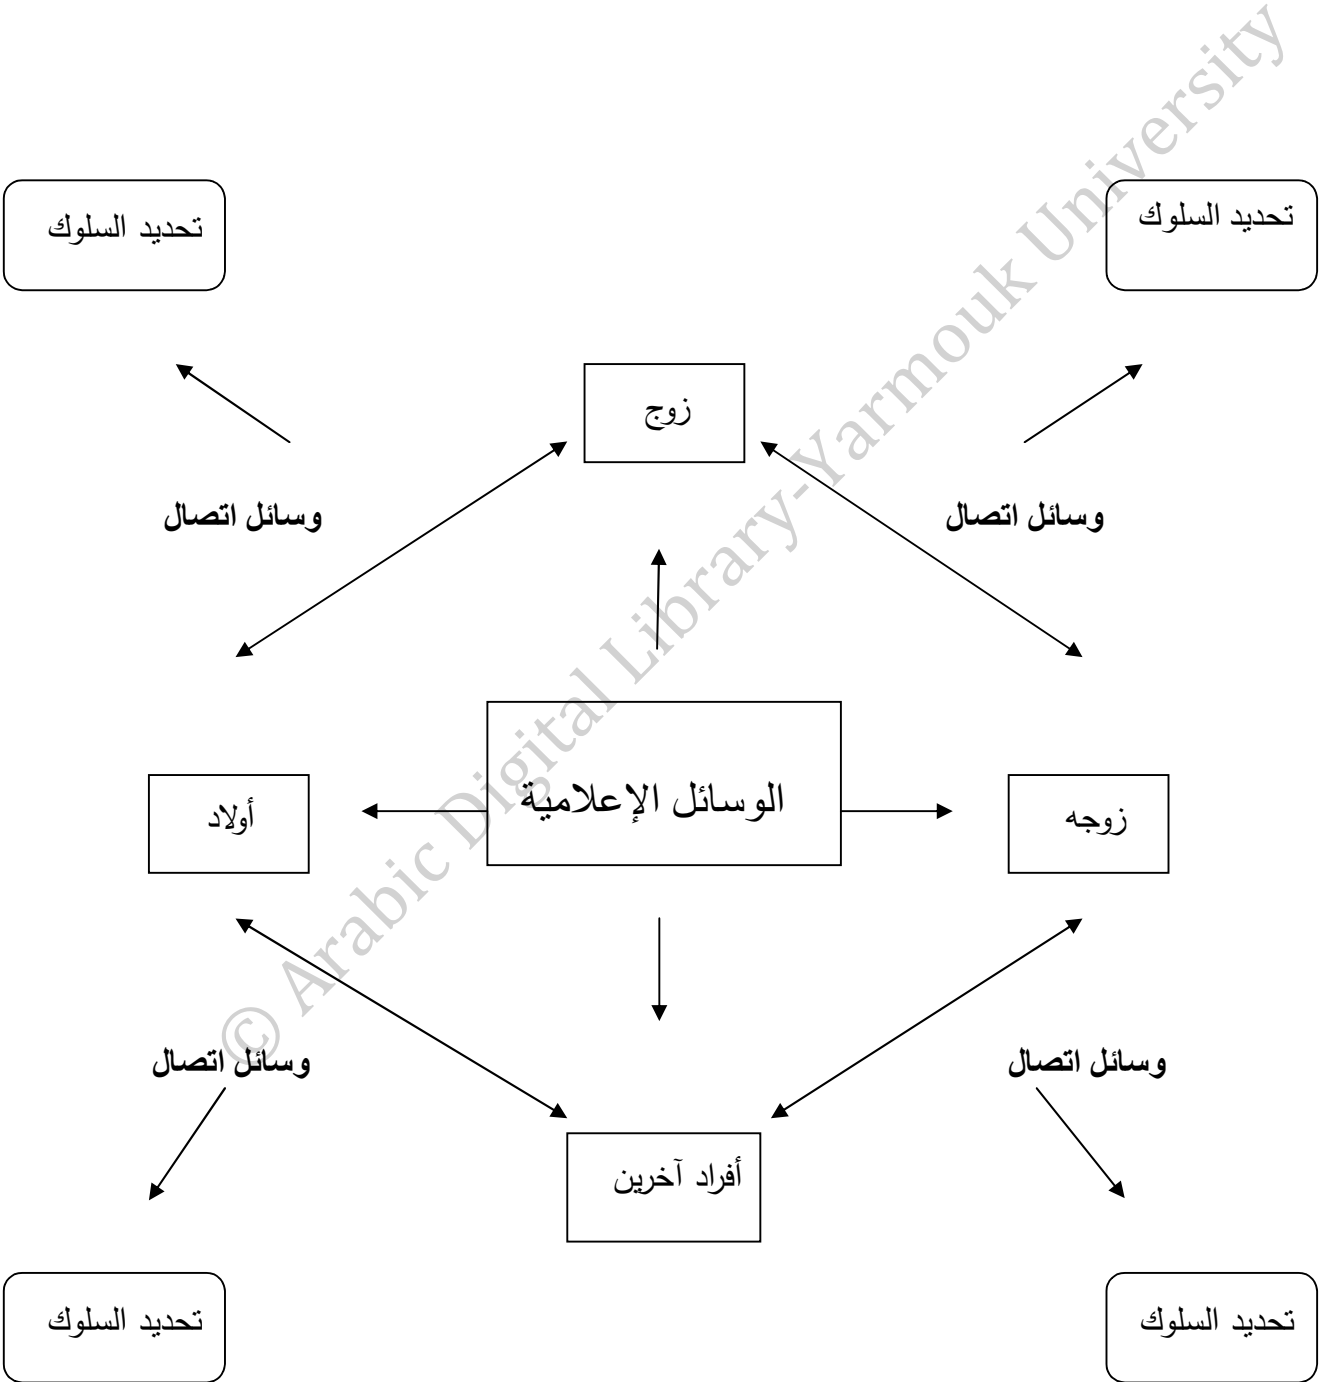 تحديد السلوك
تحديد السلوك
زوج
وسائل اتصال
وسائل اتصال
زوجه
الوسائل الإعلامية
أولاد
وسائل اتصال
وسائل اتصال
أفراد آخرين
تحديد السلوك
تحديد السلوك
© Arabic Digital Library-Yarmouk University